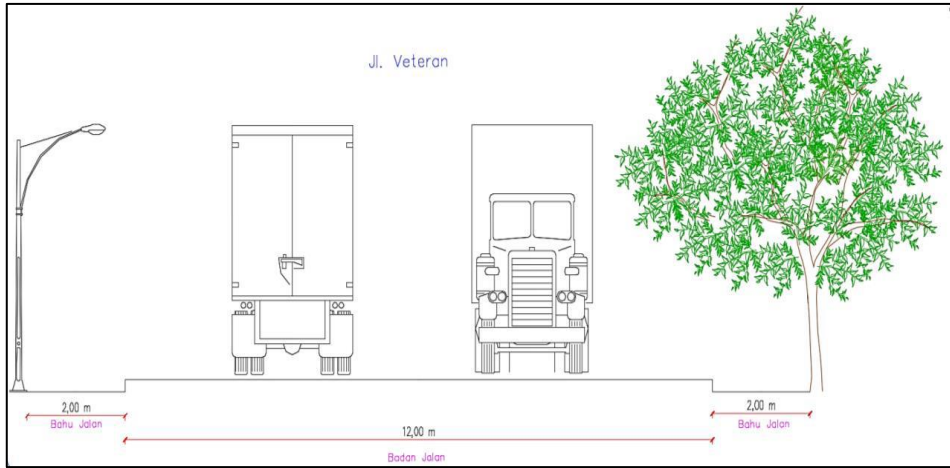 Jl. Veteran
2,00 m
Bahu Jalan
12,00 m
Badan Jalan
2,00 m
Bahu Jalan